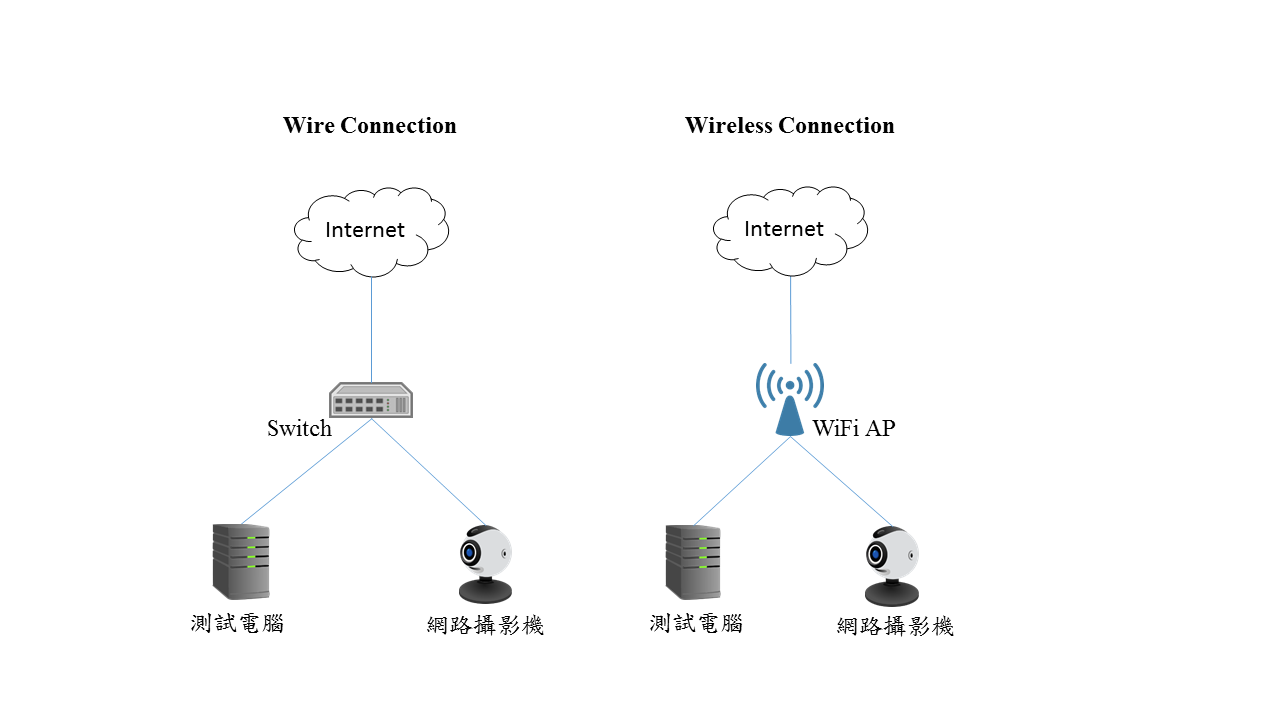 Wire Connection
Wireless Connection
Internet
Internet
Switch
WiFi AP
測試電腦
網路攝影機
測試電腦
網路攝影機